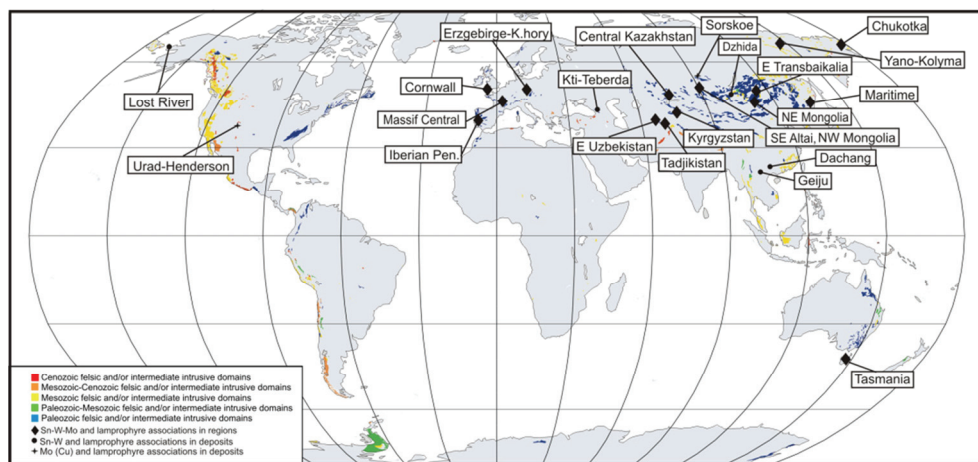 Sorskoe
Chukotka
Erzgebirge-K.hory
Central Kazakhstan
Dzhida
E Transbaikalia
Yano-Kolyma
Cornwall
Kti-Teberda
Lost River
Maritime
Massif Central
NE Mongolia
Kyrgyzstan
SE Altai, NW Mongolia
Iberian Pen.
E Uzbekistan
Tadjikistan
Dachang
Urad-Henderson
Geiju
Tasmania
Cenozoic felsic and/or intermediate intrusive domains
Mesozoic-Cenozoic felsic and/or intermediate intrusive domains
Mesozoic felsic and/or intermediate intrusive domains
Paleozoic-Mesozoic felsic and/or intermediate intrusive domains
Paleozoic felsic and/or intermediate intrusive domains
Sn-W-Mo and lamprophyre associations in regions
Sn-W and lamprophyre associations in deposits
Mo (Cu) and lamprophyre associations in deposits